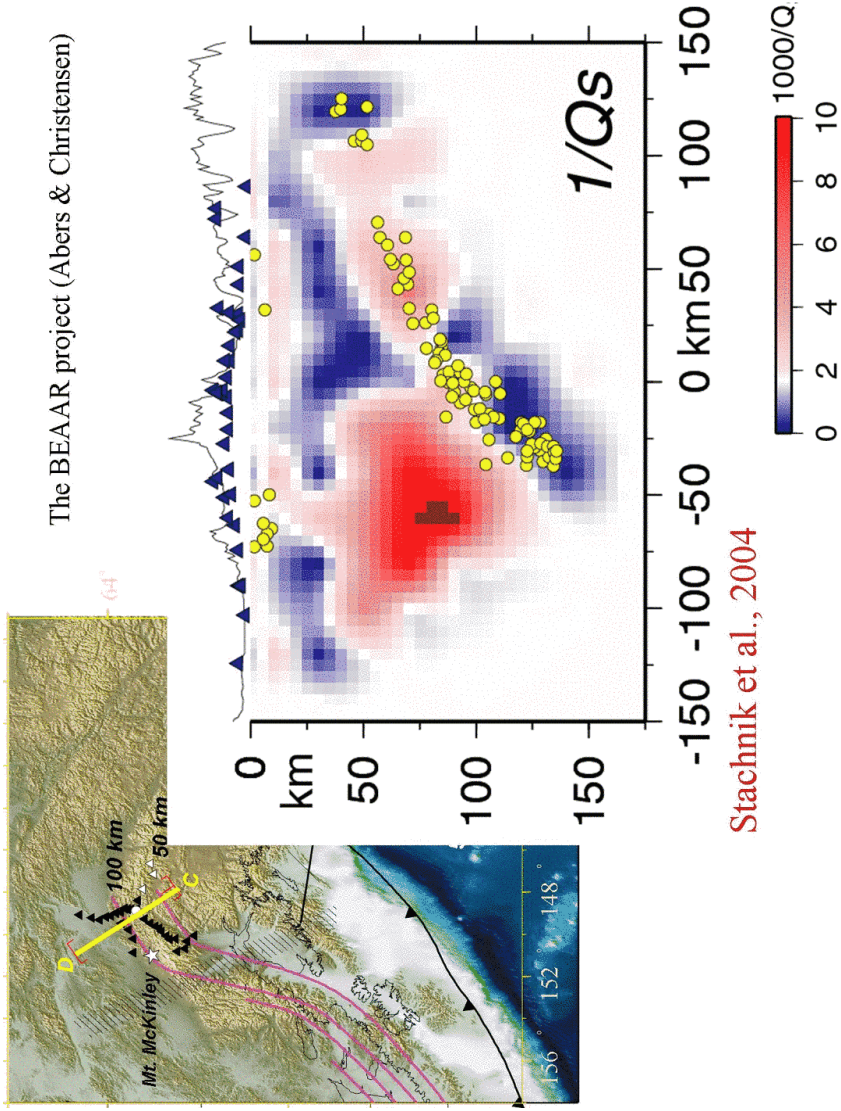 The BEAAR project (Abers & Christensen)
64°
D
100 km
50 km
C
Mt. McKinley
156° 152° 148°
0
km
50
100
150
1/Qs
-150 -100 -50 0 km 50 100 150
1000/Q
0 2 4 6 8 10
Stachnik et al., 2004